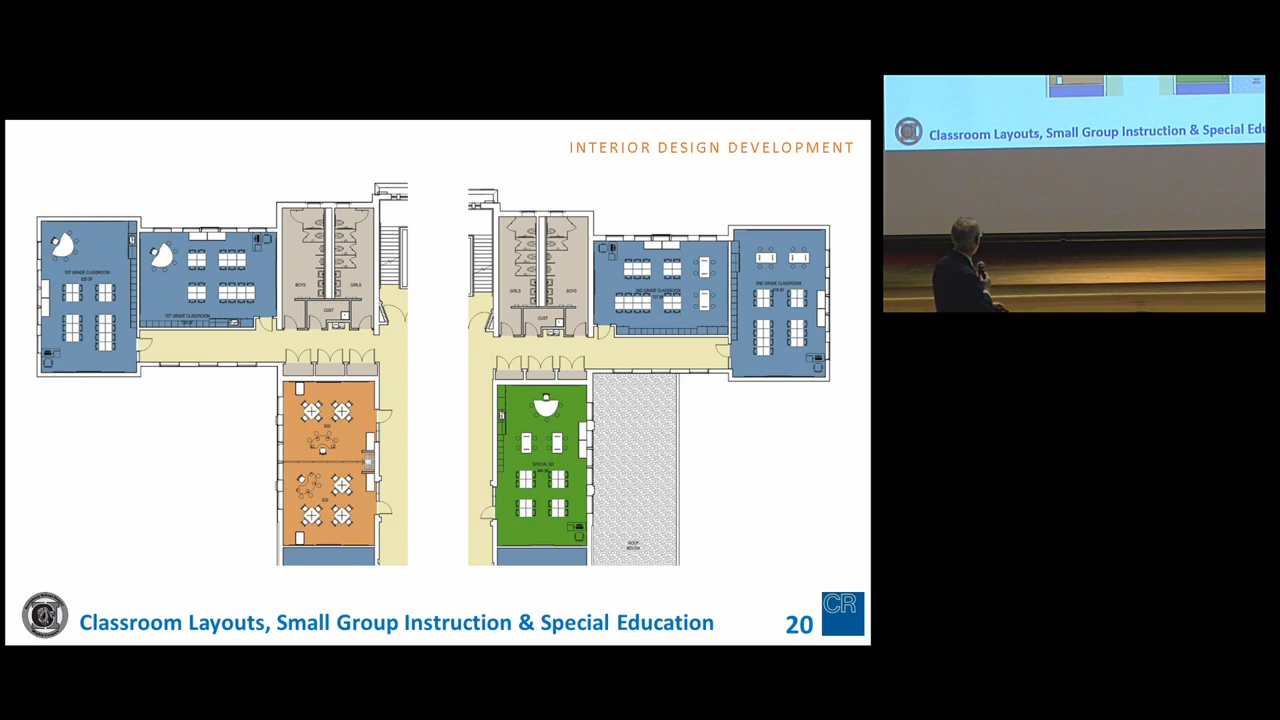 INTERIOR DESIGN DEVELOPMENT
1ST GRADE CLASSROOM
1ST GRADE CLASSROOM
BOYS
GIRLS
CUST
SGI
SGI
GIRLS
BOYS
CUST
2ND GRADE CLASSROOM
2ND GRADE CLASSROOM
SPECIAL ED
ROOF
BELOW
CR
Classroom Layouts, Small Group Instruction & Special Education
20
Classroom Layouts, Small Group Instruction & Special Edu